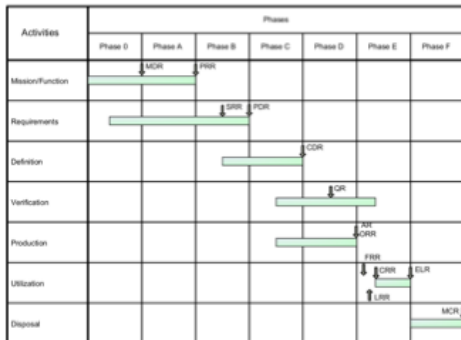 Activities
Phases
Phase 0 Phase A Phase B Phase C Phase D Phase E Phase F
MDR PRR
Mission/Function
SRR PDR
Requirements
CDR
Definition
QR
Verification
AR
Production ORR
FRR
Utilization CRR ELR
LRR
MCR
Disposal